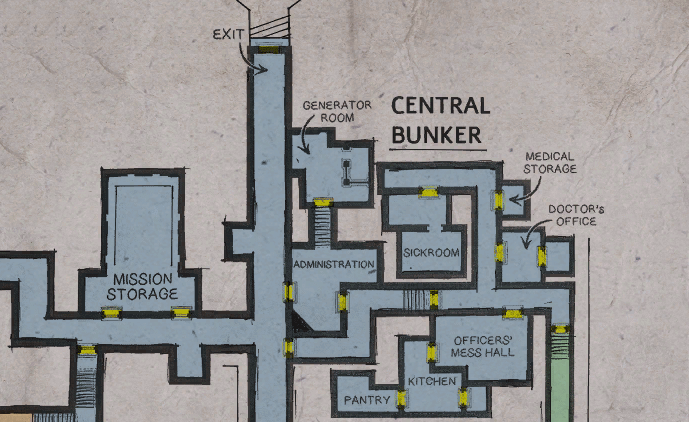 EXIT
GENERATOR
ROOM
CENTRAL
BUNKER
MEDICAL
STORAGE
DOCTOR'S
OFFICE
SICKROOM
ADMINISTRATION
MISSION
STORAGE
OFFICERS'
MESS HALL
KITCHEN
PANTRY